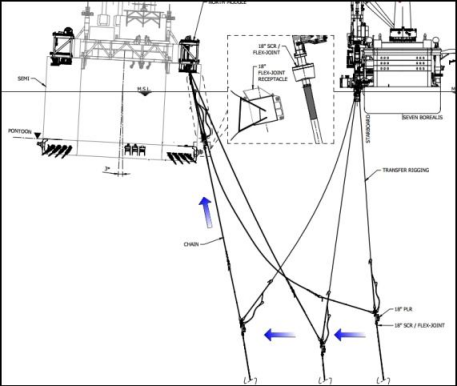 NORTH MODULE
18" SCR /
FLEX-JOINT
18"
FLEX-JOINT
RECEPTACLE
SEMI
M.S.L.
M
SEVEN BOREALIS
PONTOON
STARBOARD
3°
TRANSFER RIGGING
CHAIN
18" PLR
18" SCR / FLEX-JOINT